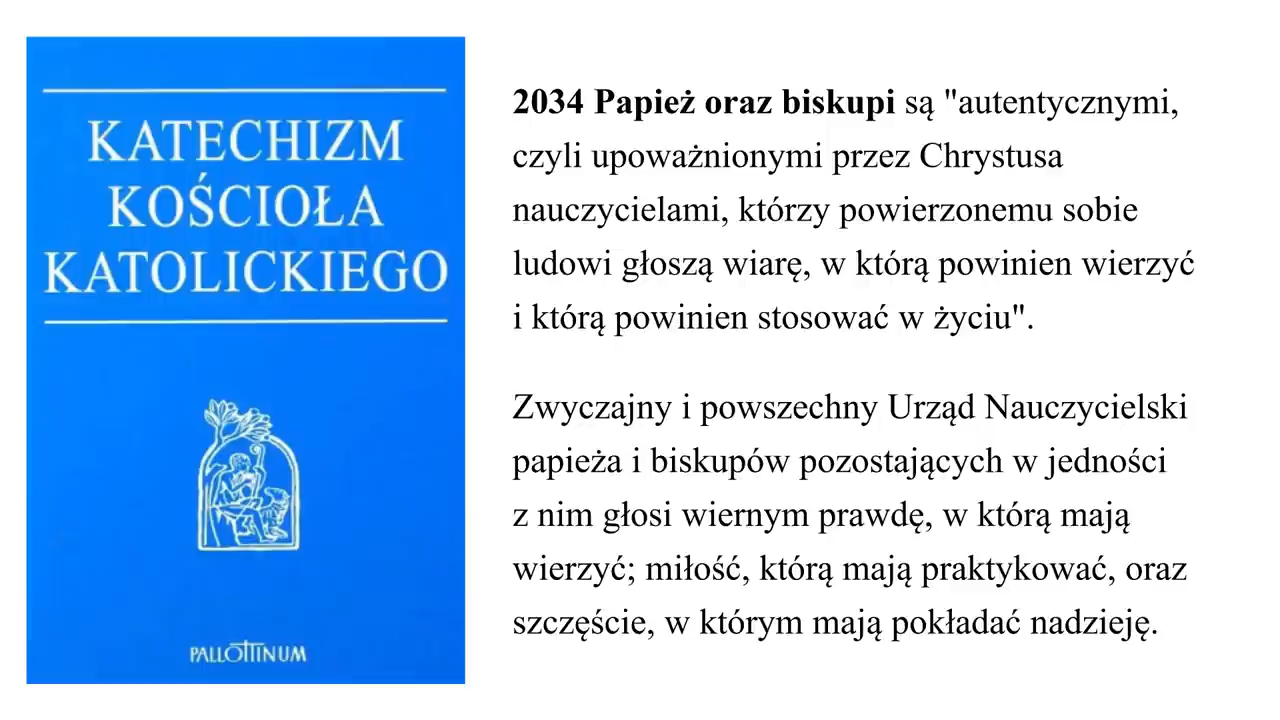 KATECHIZM
KOŚCIOŁA
KATOLICKIEGO
PALLOTTINUM
2034 Papież oraz biskupi są "autentycznymi,
czyli upoważnionymi przez Chrystusa
nauczycielami, którzy powierzonemu sobie
ludowi głoszą wiarę, w którą powinien wierzyć
i którą powinien stosować w życiu".
Zwyczajny i powszechny Urząd Nauczycielski
papieża i biskupów pozostających w jedności
z nim głosi wiernym prawdę, w którą mają
wierzyć; miłość, którą mają praktykować, oraz
szczęście, w którym mają pokładać nadzieję.